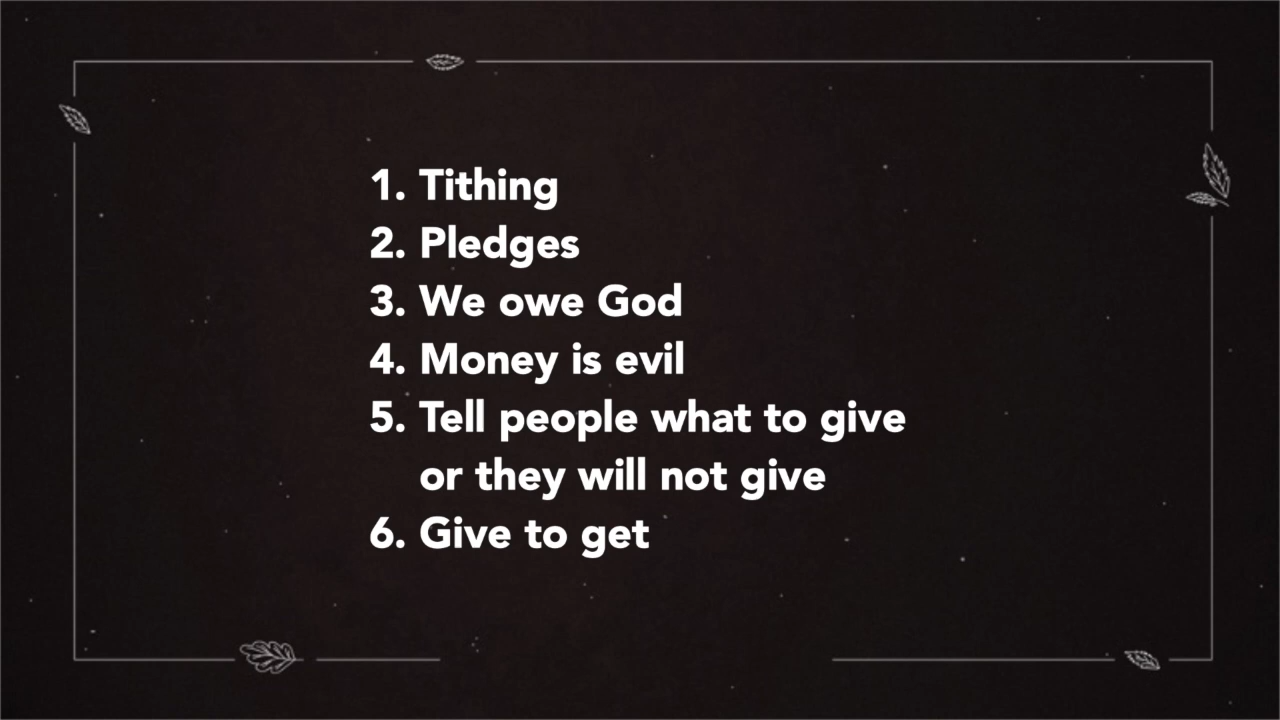 1. Tithing
2. Pledges
3. We owe God
4. Money is evil
5. Tell people what to give
or they will not give
6. Give to get